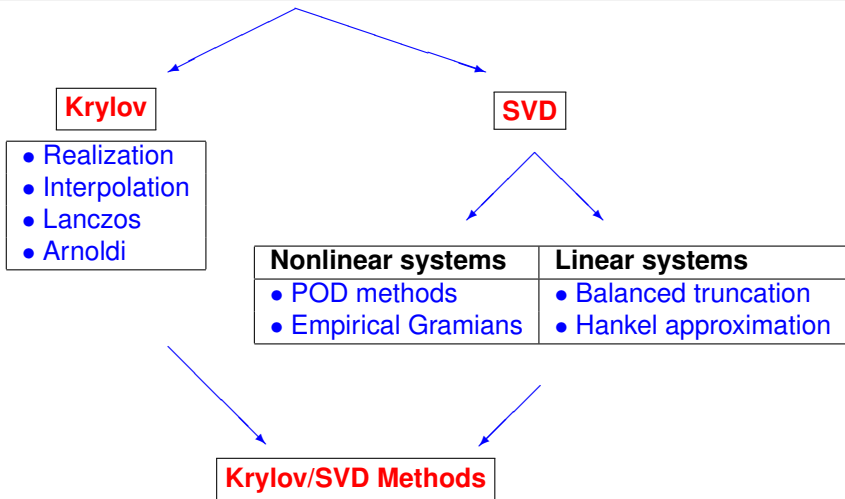 Krylov
SVD
• Realization
• Interpolation
• Lanczos
• Arnoldi
Nonlinear systems
• POD methods
• Empirical Gramians
Linear systems
• Balanced truncation
• Hankel approximation
Krylov/SVD Methods